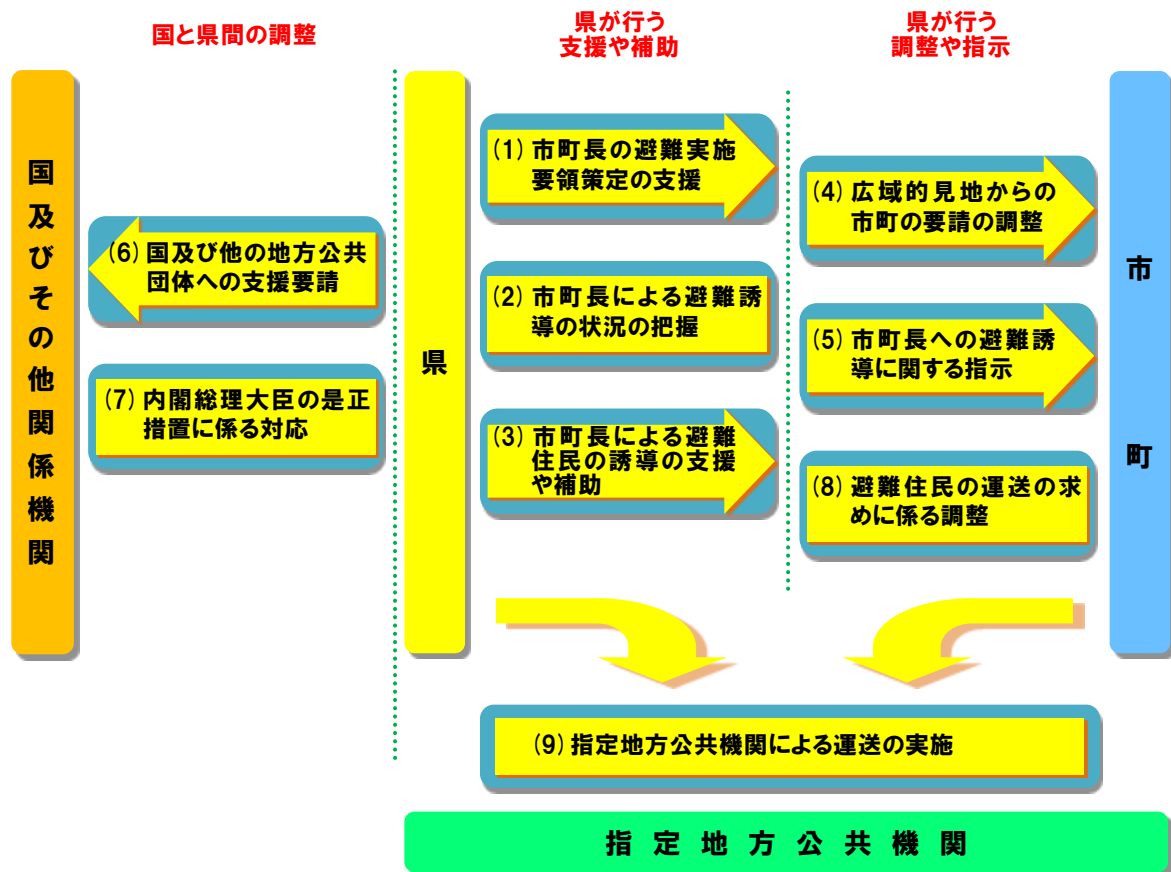 国と県間の調整
県が行う
支援や補助
県が行う
調整や指示
国及びその他関係機関
(6) 国及び他の地方公共
団体への支援要請
(7) 内閣総理大臣の是正
措置に係る対応
県
(1) 市町長の避難実施
要領策定の支援
(2) 市町長による避難誘
導の状況の把握
(3) 市町長による避難
住民の誘導の支援
や補助
(4) 広域的見地からの
市町の要請の調整
(5) 市町長への避難誘
導に関する指示
(8) 避難住民の運送の求
めに係る調整
市町
(9) 指定地方公共機関による運送の実施
指定地方公共機関